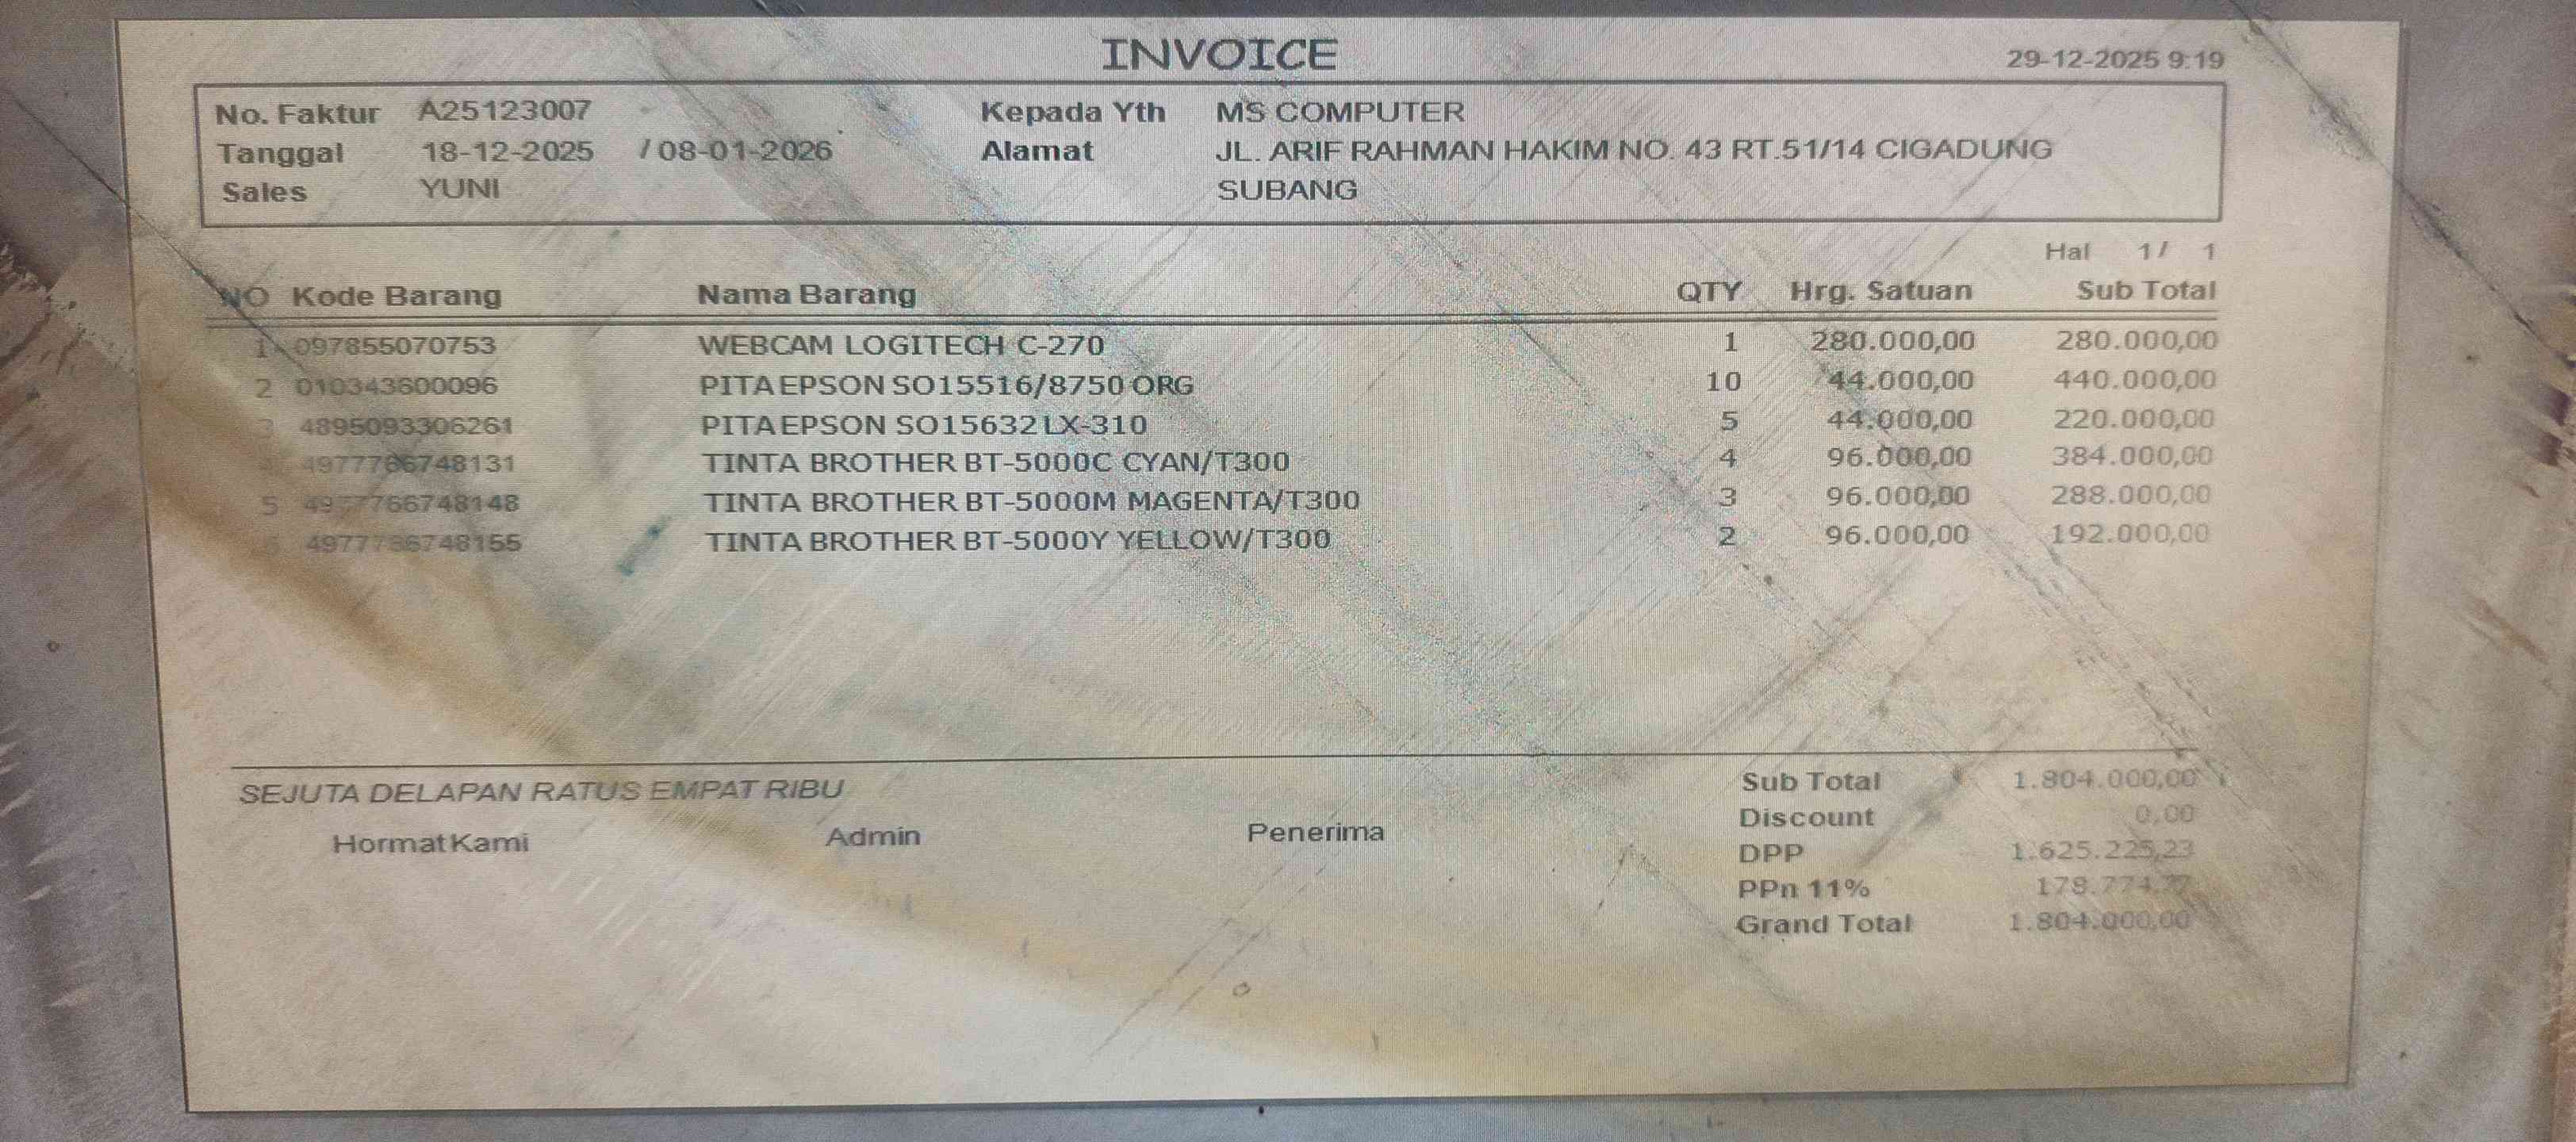 INVOICE
29-12-2025 9:19
No. Faktur A25123007 Kepada Yth MS COMPUTER
Tanggal 18-12-2025 / 08-01-2026 Alamat JL. ARIF RAHMAN HAKIM NO. 43 RT.51/14 CIGADUNG
Sales YUNI SUBANG
Hal 1/ 1
NO Kode Barang Nama Barang QTY Hrg. Satuan Sub Total
1 097855070753 WEBCAM LOGITECH C-270 1 280.000,00 280.000,00
2 010343600096 PITA EPSON SO15516/8750 ORG 10 44.000,00 440.000,00
3 4895093306261 PITA EPSON SO15632 LX-310 5 44.000,00 220.000,00
4977766748131 TINTA BROTHER BT-5000C CYAN/T300 4 96.000,00 384.000,00
5 4977766748148 TINTA BROTHER BT-5000M MAGENTA/T300 3 96.000,00 288.000,00
4977766748155 TINTA BROTHER BT-5000Y YELLOW/T300 2 96.000,00 192.000,00
SEJUTA DELAPAN RATUS EMPAT RIBU
Hormat Kami Admin Penerima
Sub Total 1.804.000,00
Discount 0,00
DPP 1.625.225,23
PPn 11% 178.774,77
Grand Total 1.804.000,00